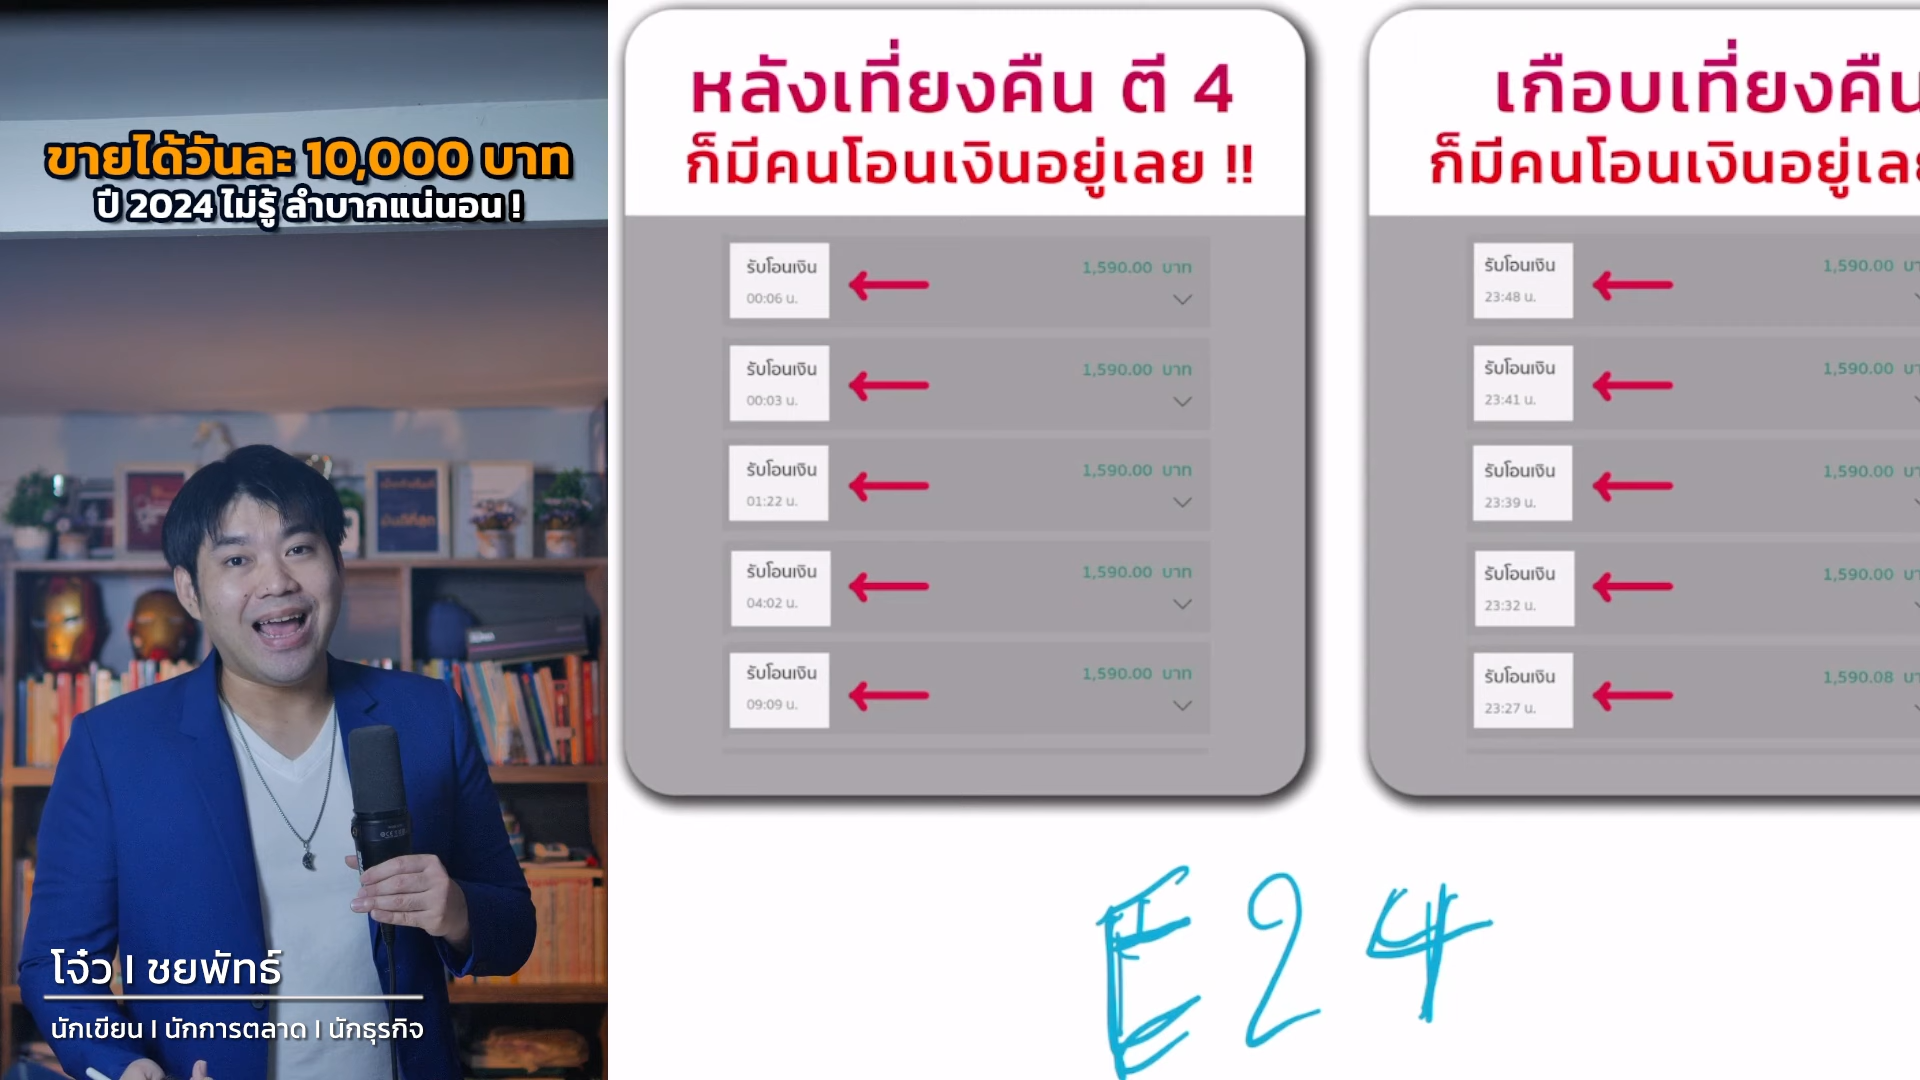 ขายได้วันละ 10,000 บาท
ปี 2024 ไม่รู้ ลำบากแน่นอน !
โจ๋ว I ชยพัทธ์
นักเขียน I นักการตลาด I นักธุรกิจ
หลังเที่ยงคืน ตี 4
ก็มีคนโอนเงินอยู่เลย !!
รับโอนเงิน 1,590.00 บาท
00:06 น.
รับโอนเงิน 1,590.00 บาท
00:03 น.
รับโอนเงิน 1,590.00 บาท
01:22 น.
รับโอนเงิน 1,590.00 บาท
04:02 น.
รับโอนเงิน 1,590.00 บาท
09:09 น.
เกือบเที่ยงคืน
ก็มีคนโอนเงินอยู่เลย
รับโอนเงิน 1,590.00
23:48 น.
รับโอนเงิน 1,590.00
23:41 น.
รับโอนเงิน 1,590.00
23:39 น.
รับโอนเงิน 1,590.00
23:32 น.
รับโอนเงิน 1,590.08
23:27 น.
E24